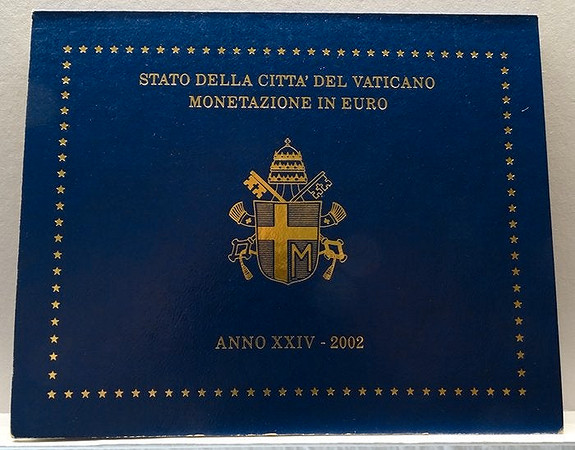 STATO DELLA CITTA' DEL VATICANO
MONETAZIONE IN EURO
M
ANNO XXIV - 2002